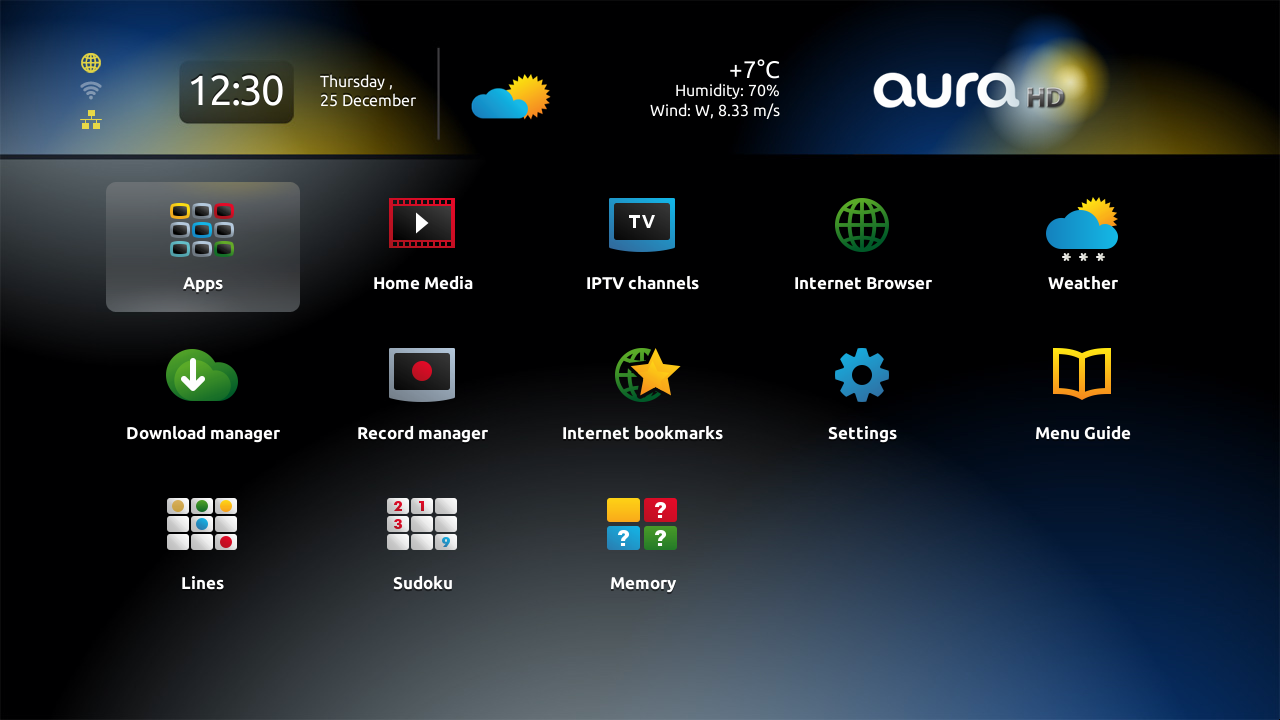 12:30
Thursday ,
25 December
+7°C
Humidity: 70%
Wind: W, 8.33 m/s
aura HD
Apps
Home Media
TV
IPTV channels
Internet Browser
Weather
Download manager
Record manager
Internet bookmarks
Settings
Menu Guide
Lines
2 1
3
9
Sudoku
?
? ?
Memory